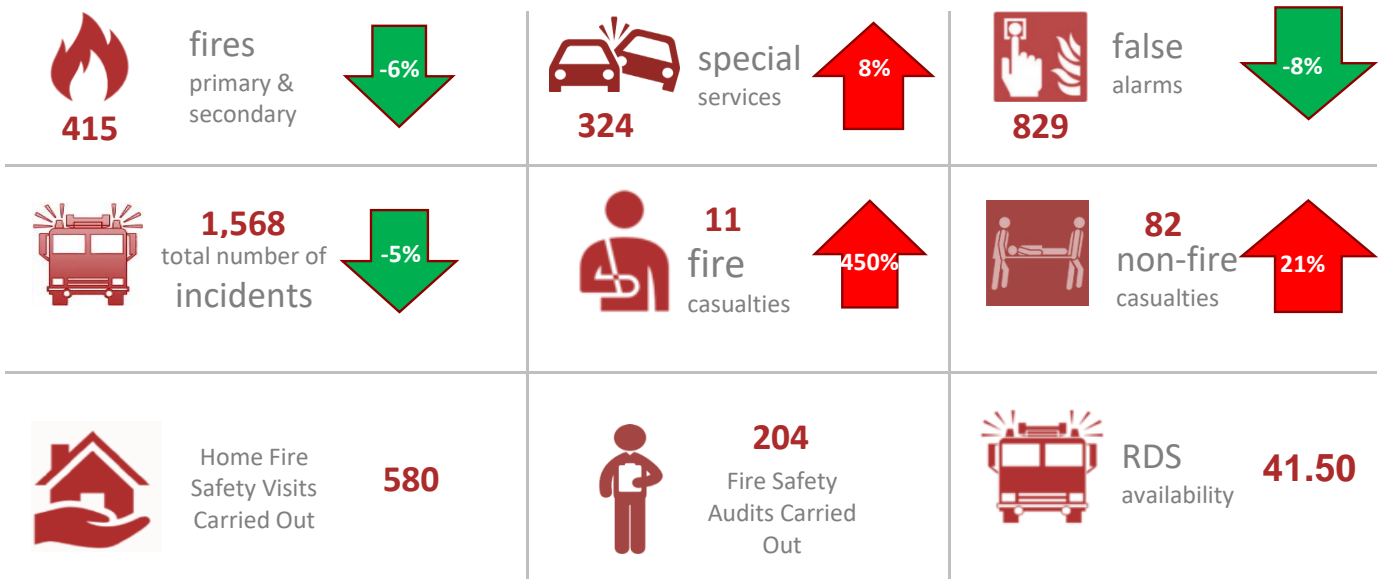 fires
primary &
secondary
415
-6%
special
services
324
8%
false
alarms
829
-8%
1,568
total number of
incidents
-5%
11
fire
casualties
450%
82
non-fire
casualties
21%
Home Fire
Safety Visits
Carried Out
580
204
Fire Safety
Audits Carried
Out
RDS
availability
41.50